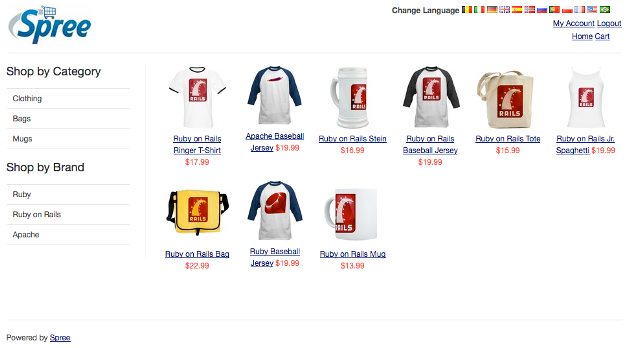 Spree
Change Language
My Account Logout
Home Cart
Shop by Category
Clothing
Bags
Mugs
Shop by Brand
Ruby
Ruby on Rails
Apache
RAILS
Ruby on Rails
Ringer T-Shirt
$17.99
Apache Baseball
Jersey $19.99
RAILS
Ruby on Rails Stein
$16.99
RAILS
Ruby on Rails
Baseball Jersey
$19.99
RAILS
Ruby on Rails Tote
$15.99
RAILS
Ruby on Rails Jr.
Spaghetti $19.99
RAILS
Ruby on Rails Bag
$22.99
Ruby Baseball
Jersey $19.99
RAILS
Ruby on Rails Mug
$13.99
Powered by Spree